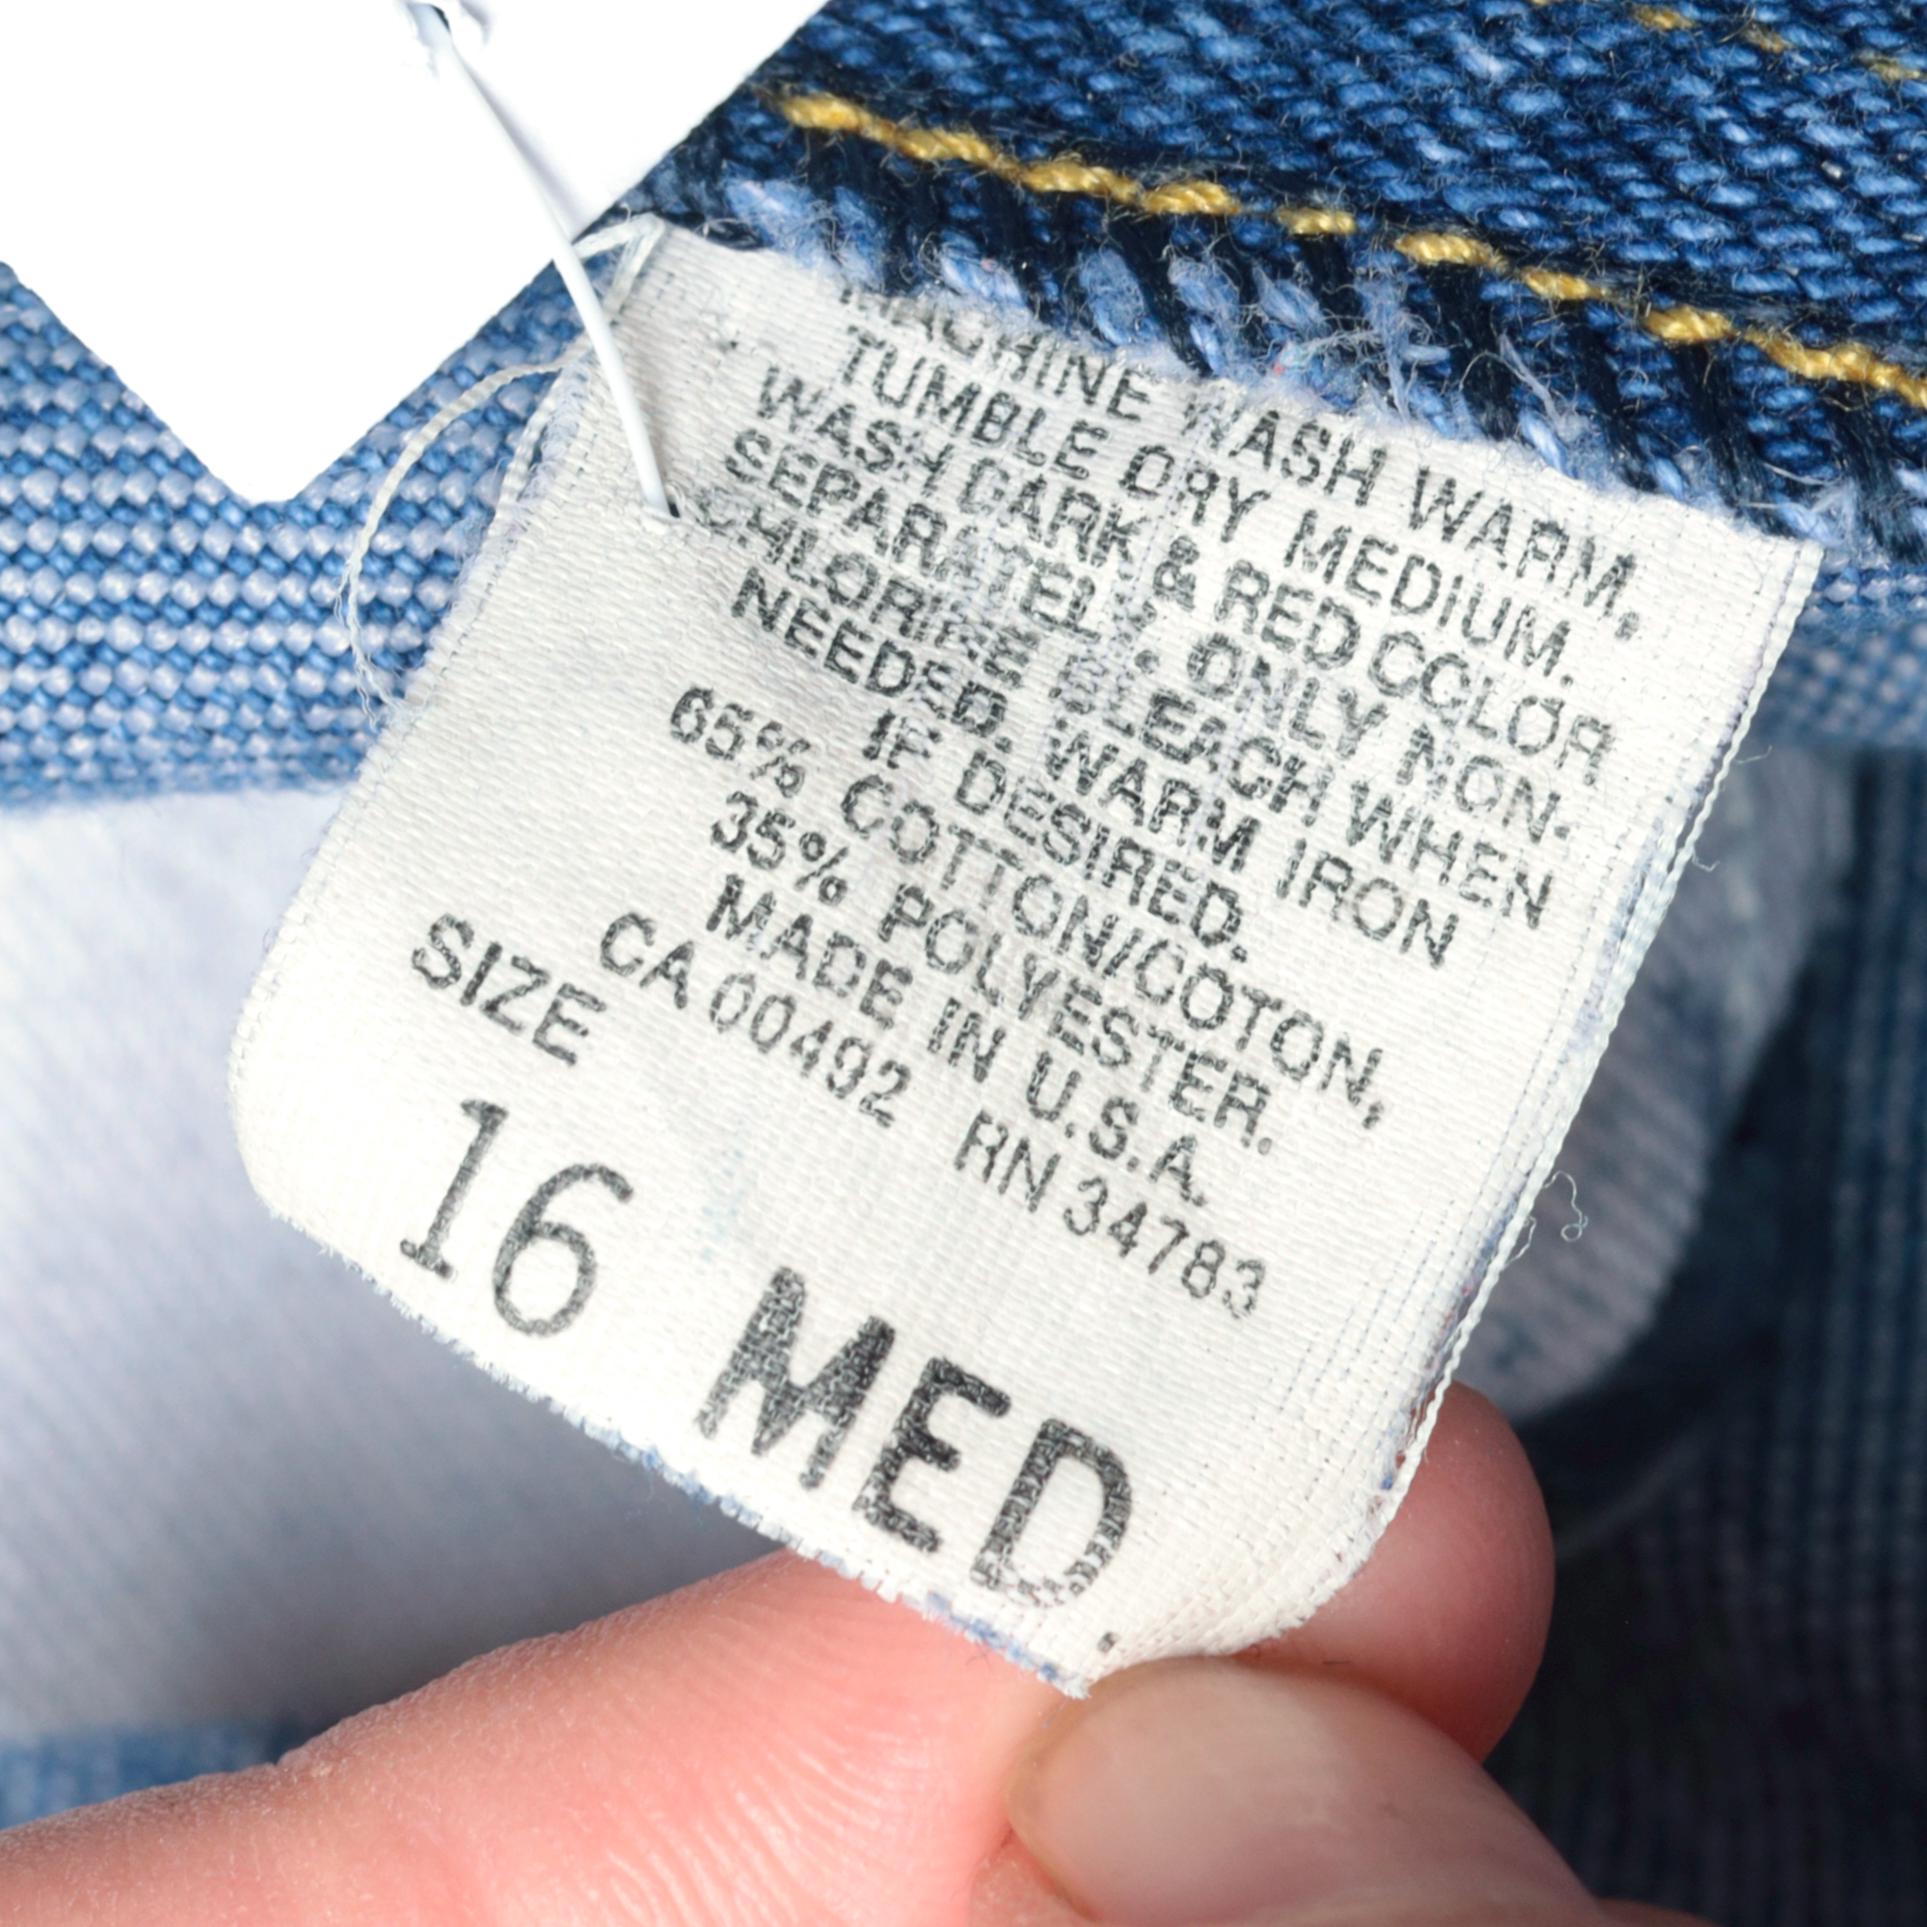 MACHINE WASH WARM,
TUMBLE DRY MEDIUM.
WASH DARK & RED COLOR
SEPARATELY. ONLY NON-
CHLORINE BLEACH WHEN
NEEDED. WARM IRON
IF DESIRED.
65% COTTON/COTON,
35% POLYESTER.
MADE IN U.S.A.
CA 00492 RN 34783
SIZE
16 MED.